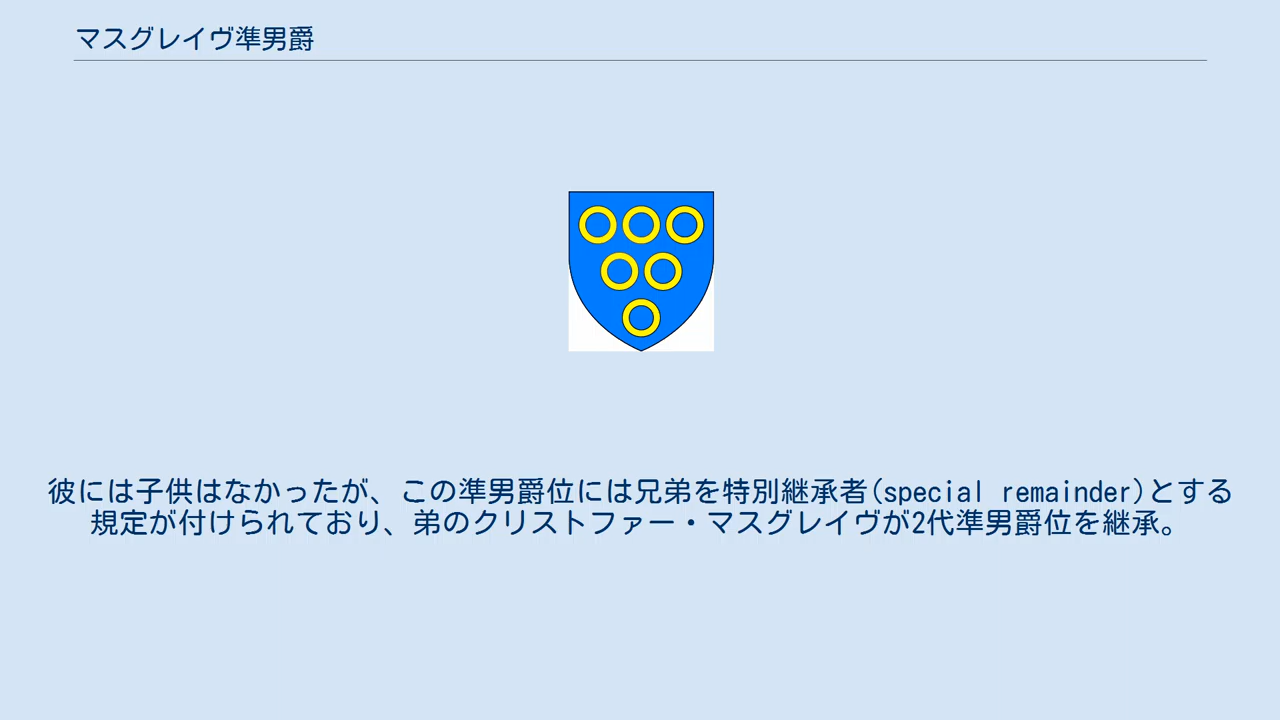 マスグレイヴ準男爵
彼には子供はなかったが、この準男爵位には兄弟を特別継承者(special remainder)とする
規定が付けられており、弟のクリストファー・マスグレイヴが2代準男爵位を継承。